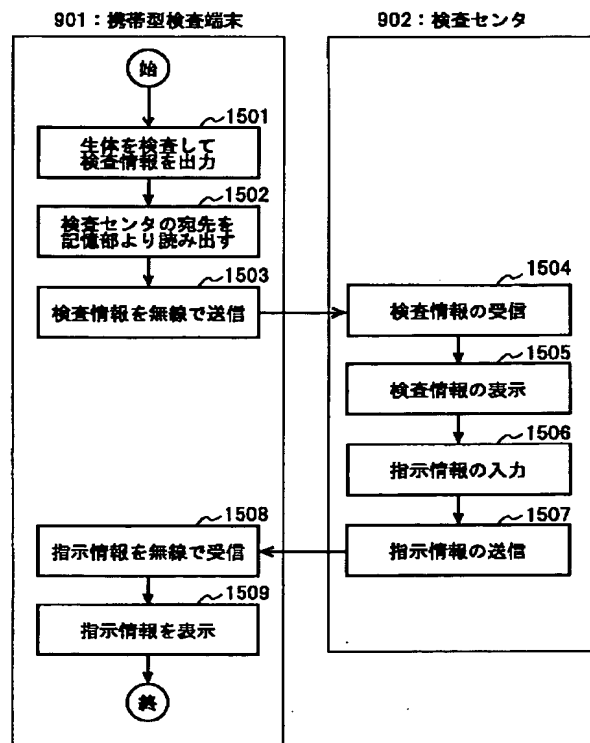 901：携帯型検査端末
902：検査センタ
始
1501
生体を検査して
検査情報を出力
1502
検査センタの宛先を
記憶部より読み出す
1503
検査情報を無線で送信
1504
検査情報の受信
1505
検査情報の表示
1506
指示情報の入力
1507
指示情報の送信
1508
指示情報を無線で受信
1509
指示情報を表示
終